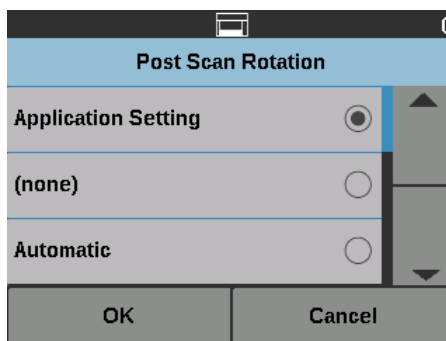 Post Scan Rotation
Application Setting
(none)
Automatic
OK
Cancel